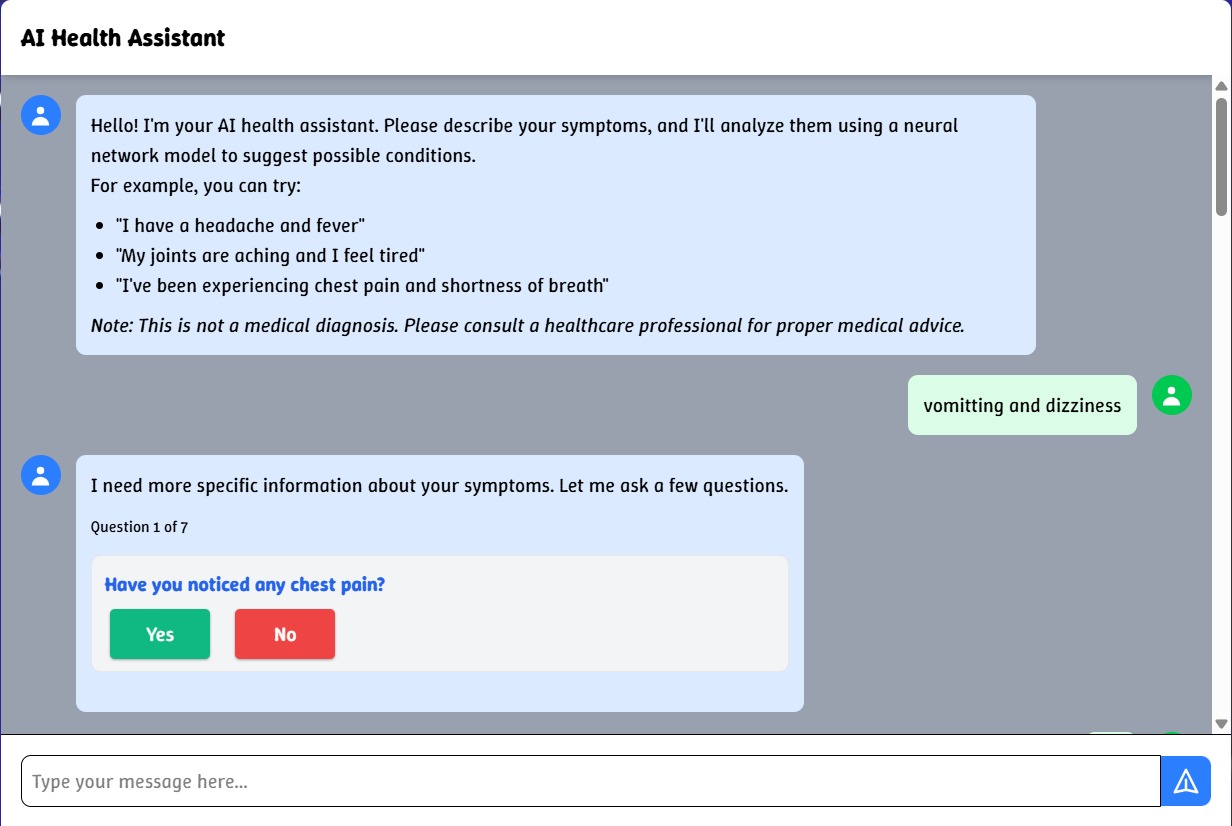 AI Health Assistant
Hello! I'm your AI health assistant. Please describe your symptoms, and I'll analyze them using a neural
network model to suggest possible conditions.
For example, you can try:
• "I have a headache and fever"
• "My joints are aching and I feel tired"
• "I've been experiencing chest pain and shortness of breath"
Note: This is not a medical diagnosis. Please consult a healthcare professional for proper medical advice.
vomitting and dizziness
I need more specific information about your symptoms. Let me ask a few questions.
Question 1 of 7
Have you noticed any chest pain?
Yes No
Type your message here...